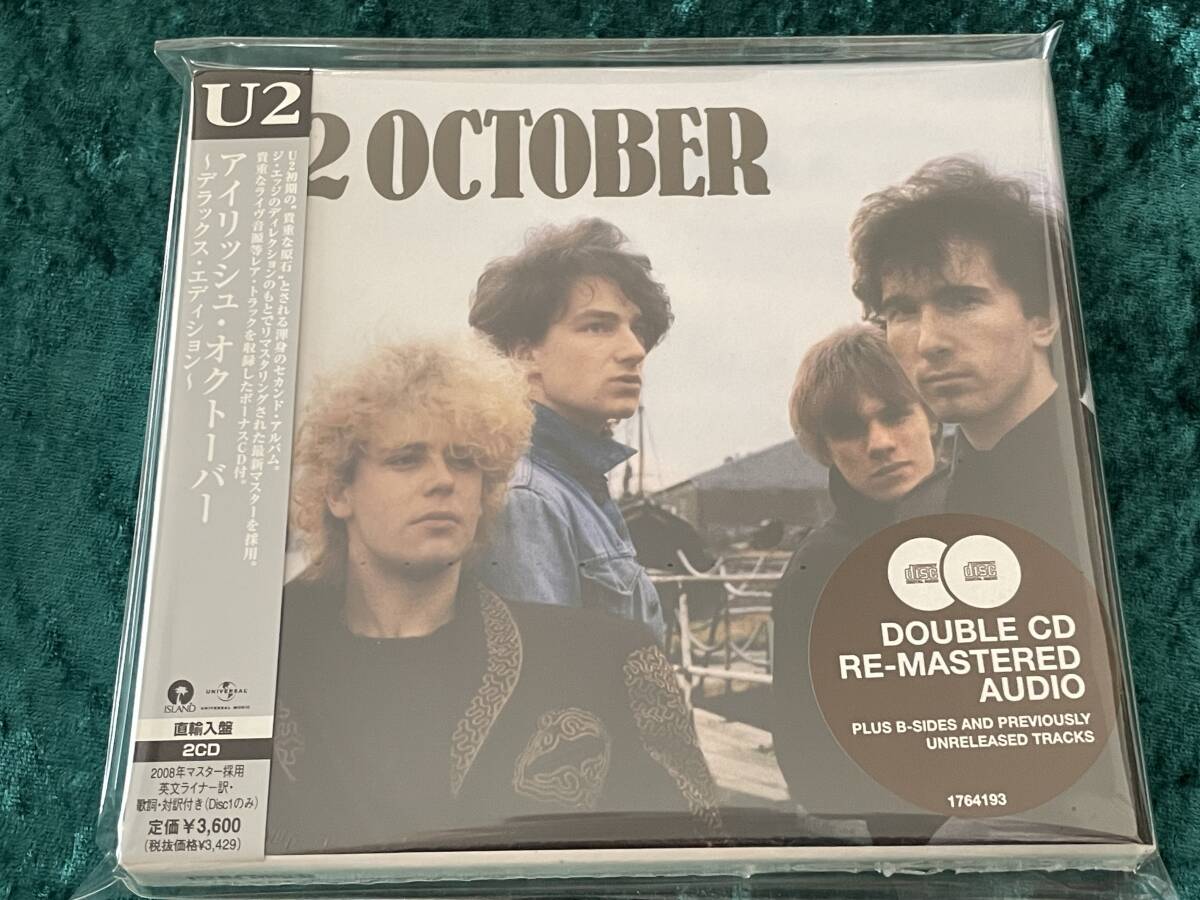 U2
2 OCTOBER
U2初期の“貴重な原石”とされる渾身のセカンド・アルバム。
ジ・エッジのディレクションのもとでリマスタリングされた最新マスターを採用。
貴重なライヴ音源等レア・トラックを収録したボーナスCD付。
アイリッシュ・オクトーバー
〜デラックス・エディション〜
ISLAND
UNIVERSAL
UNIVERSAL MUSIC
直輸入盤
2CD
2008年マスター採用
英文ライナー訳・
歌詞・対訳付き(Disc1のみ)
定価¥3,600
(税抜価格¥3,429)
disc
disc
DOUBLE CD
RE-MASTERED
AUDIO
PLUS B-SIDES AND PREVIOUSLY
UNRELEASED TRACKS
1764193